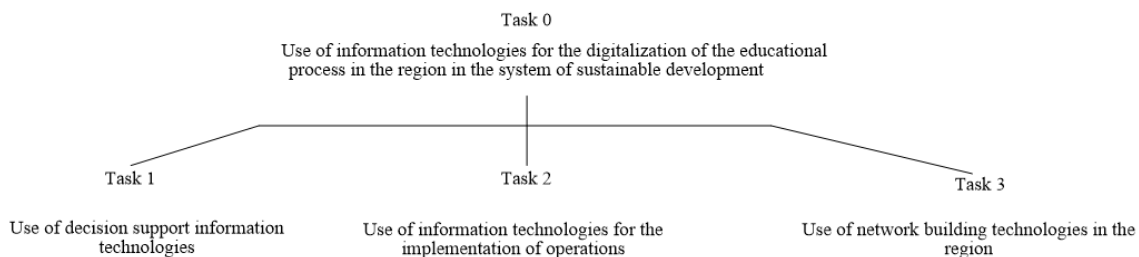 Task 0
Use of information technologies for the digitalization of the educational
process in the region in the system of sustainable development
Task 1
Task 2
Task 3
Use of decision support information
technologies
Use of information technologies for the
implementation of operations
Use of network building technologies in the
region